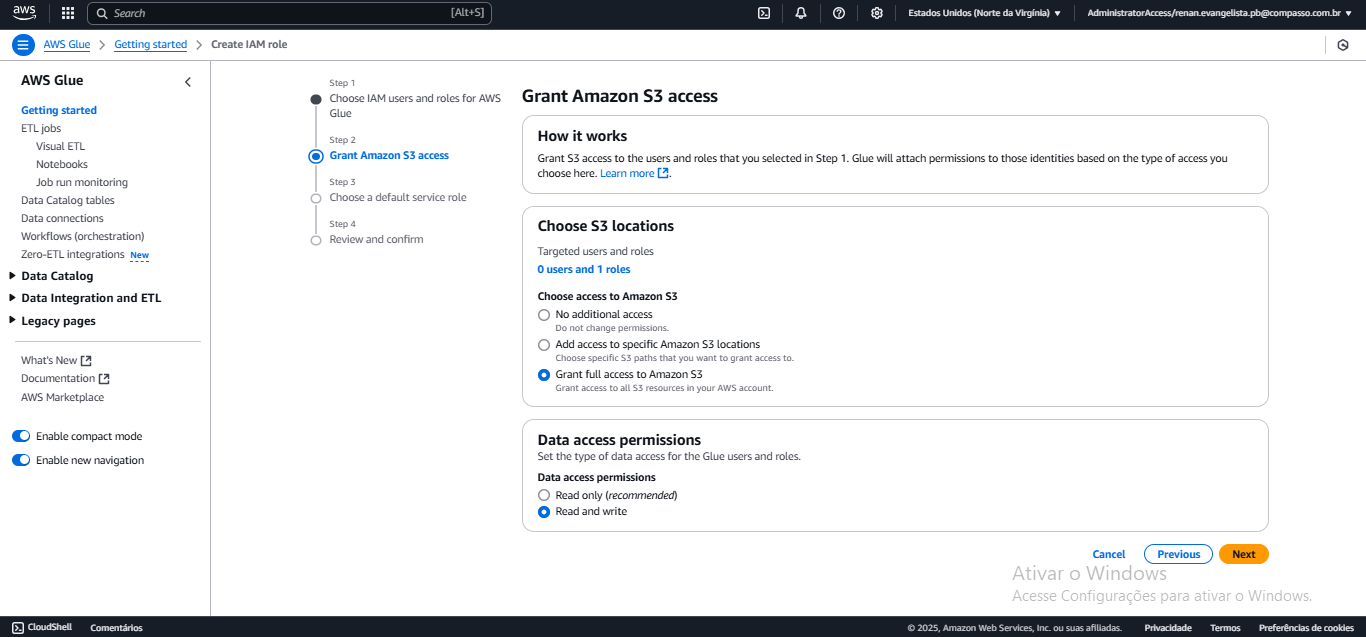 aws
Search
[Alt+S]
Estados Unidos (Norte da Virgínia)
AdministratorAccess/renan.evangelista.pb@compasso.com.br
AWS Glue
Getting started
Create IAM role
AWS Glue
Getting started
ETL jobs
Visual ETL
Notebooks
Job run monitoring
Data Catalog tables
Data connections
Workflows (orchestration)
Zero-ETL integrations New
Data Catalog
Data Integration and ETL
Legacy pages
What's New
Documentation
AWS Marketplace
Enable compact mode
Enable new navigation
Step 1
Choose IAM users and roles for AWS
Glue
Step 2
Grant Amazon S3 access
Step 3
Choose a default service role
Step 4
Review and confirm
Grant Amazon S3 access
How it works
Grant S3 access to the users and roles that you selected in Step 1. Glue will attach permissions to those identities based on the type of access you
choose here. Learn more.
Choose S3 locations
Targeted users and roles
0 users and 1 roles
Choose access to Amazon S3
No additional access
Do not change permissions.
Add access to specific Amazon S3 locations
Choose specific S3 paths that you want to grant access to.
Grant full access to Amazon S3
Grant access to all S3 resources in your AWS account.
Data access permissions
Set the type of data access for the Glue users and roles.
Data access permissions
Read only (recommended)
Read and write
Cancel
Previous
Next
Ativar o Windows
Acesse Configurações para ativar o Windows.
CloudShell
Comentários
© 2025, Amazon Web Services, Inc. ou suas afiliadas.
Privacidade
Termos
Preferências de cookies